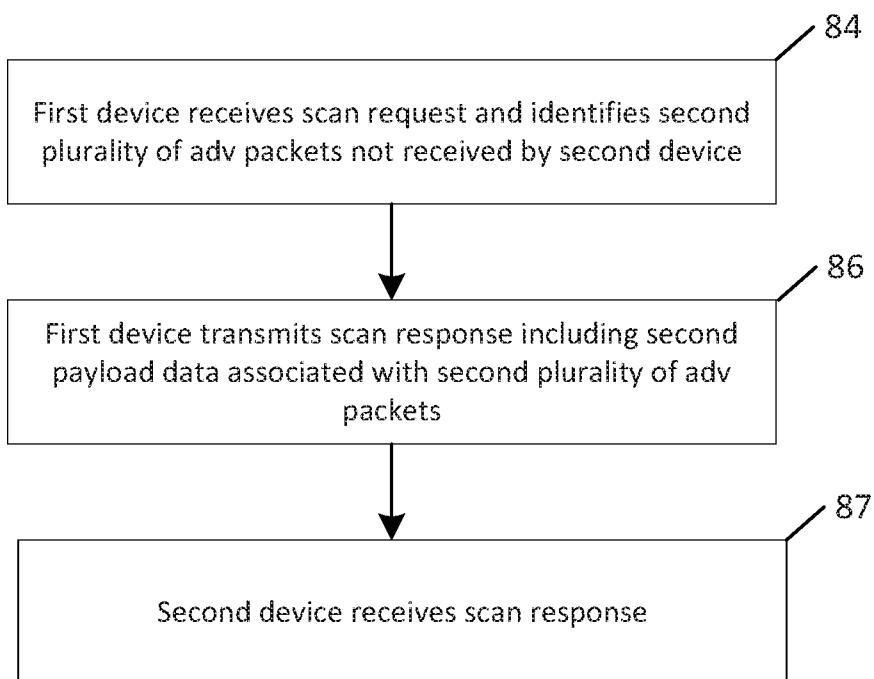 84
First device receives scan request and identifies second
plurality of adv packets not received by second device
86
First device transmits scan response including second
payload data associated with second plurality of adv
packets
87
Second device receives scan response